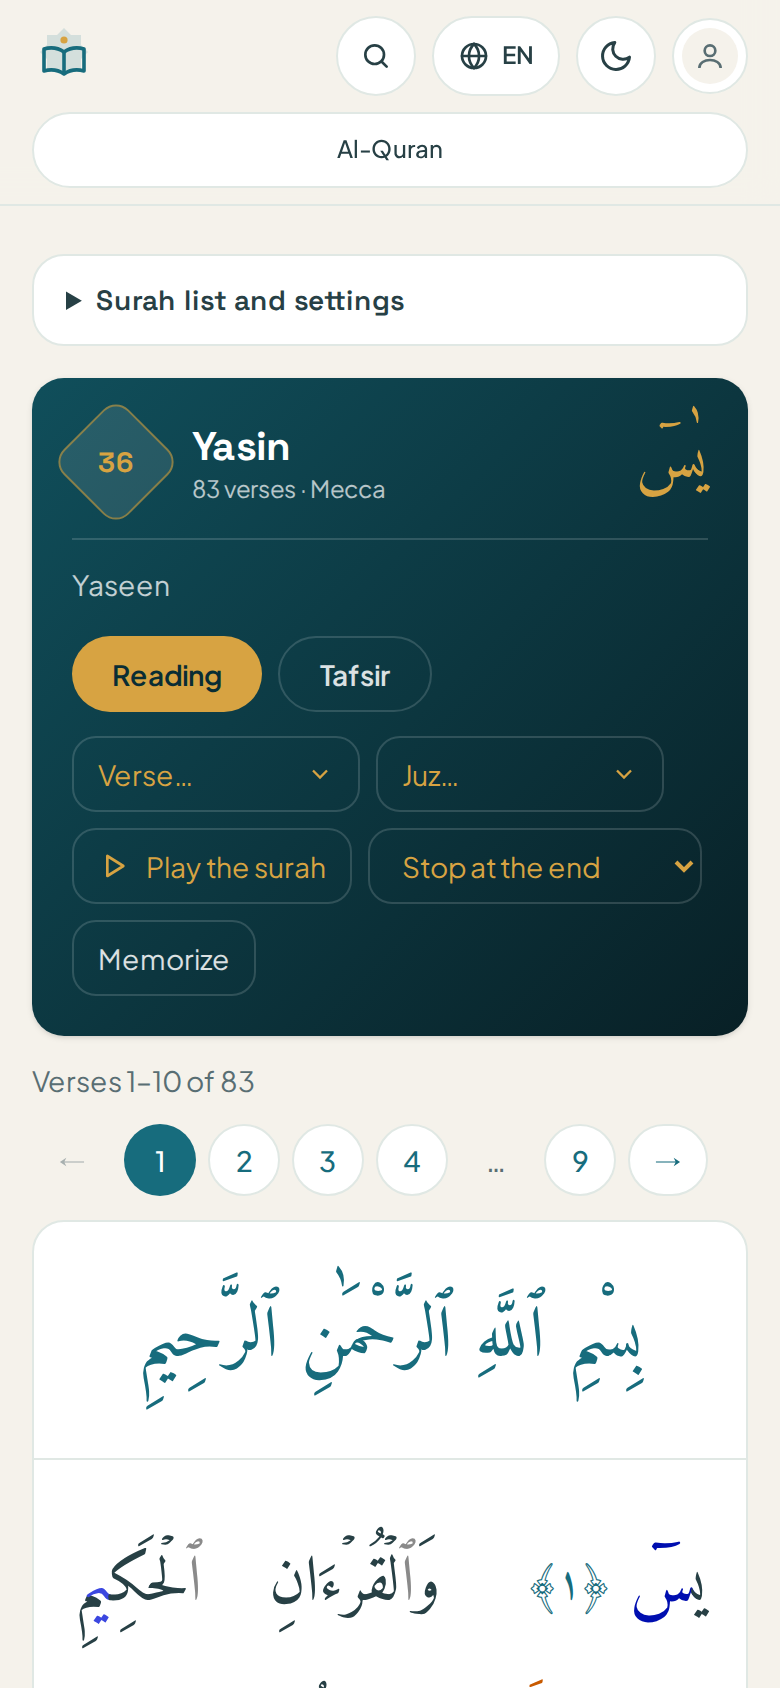 EN
Al-Quran
Surah list and settings
36
Yasin
83 verses · Mecca
يسٓ
Yaseen
Reading
Tafsir
Verse...
Juz...
Play the surah
Stop at the end
Memorize
Verses 1–10 of 83
← 1 2 3 4 ... 9 →
بِسْمِ ٱللَّهِ ٱلرَّحْمَٰنِ ٱلرَّحِيمِ
يسٓ ﴿١﴾ وَٱلْقُرْءَانِ ٱلْحَكِيمِ